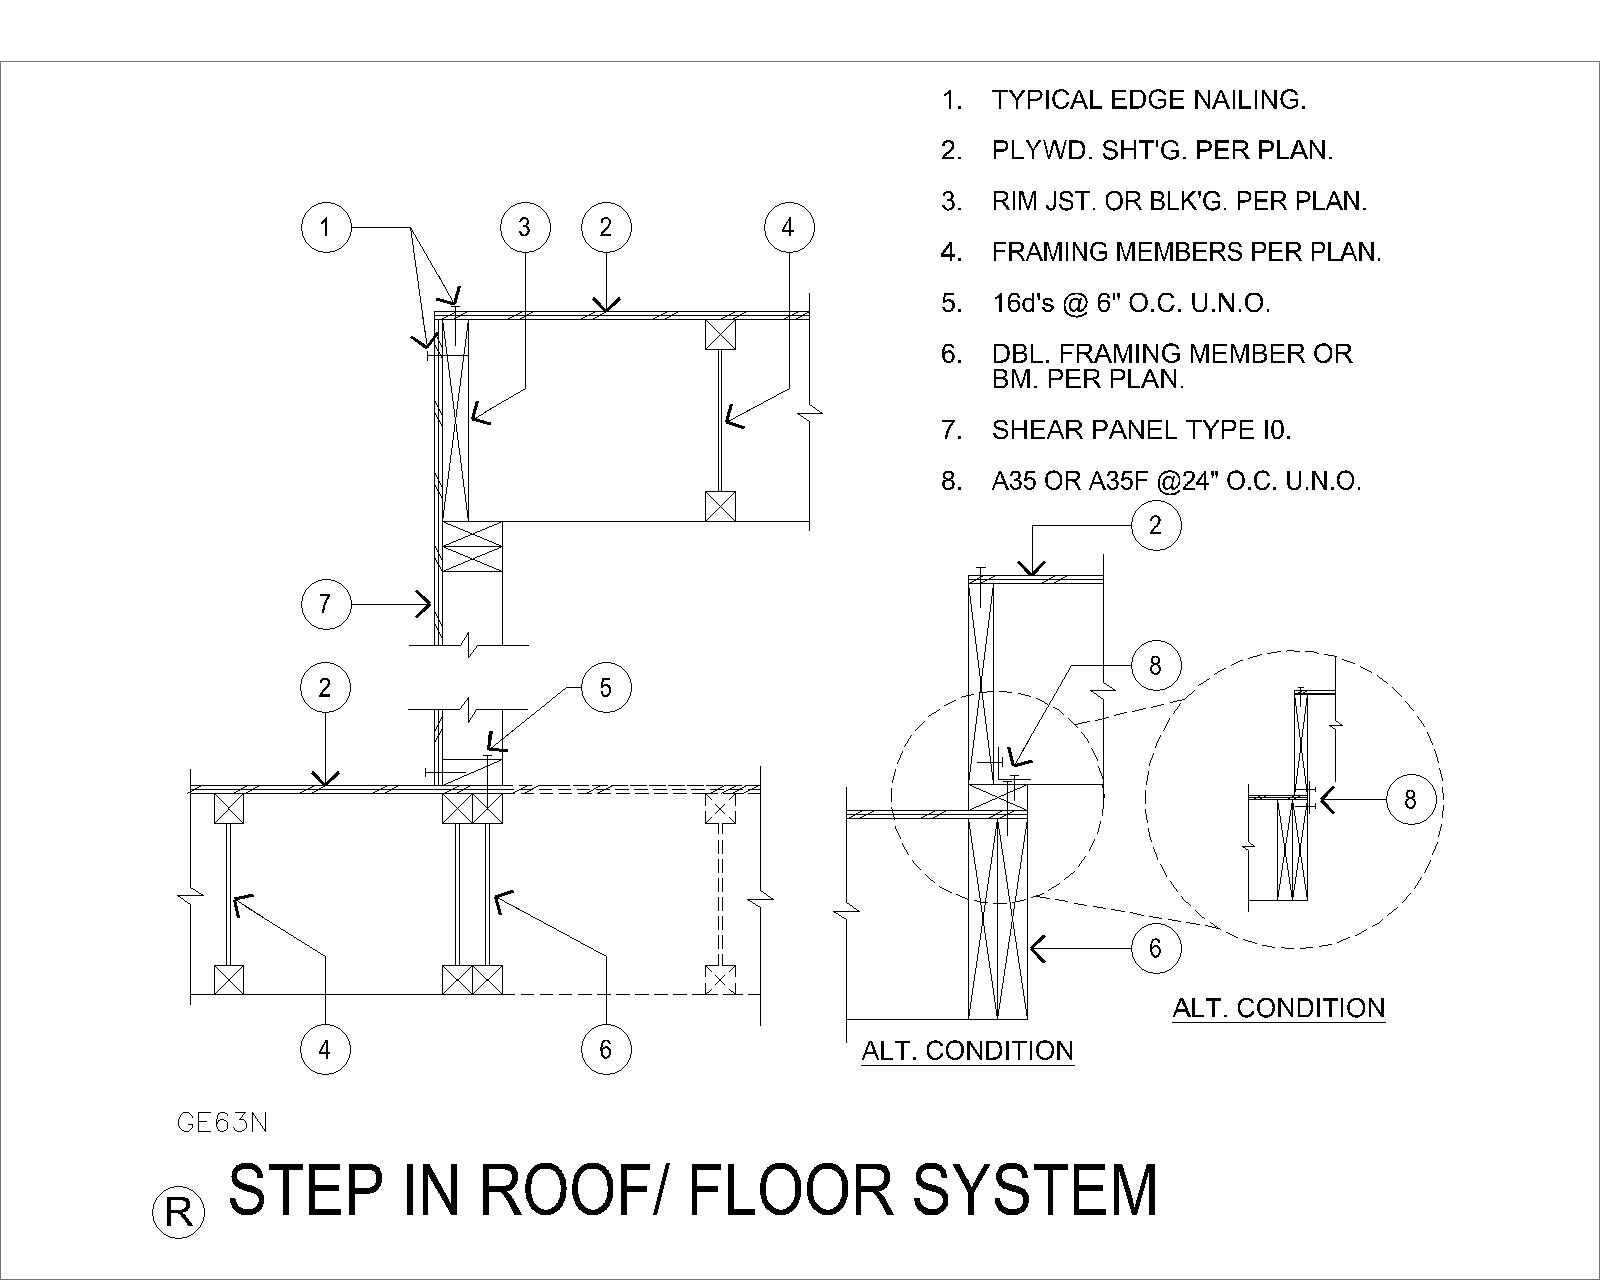 1. TYPICAL EDGE NAILING.
2. PLYWD. SHT'G. PER PLAN.
3. RIM JST. OR BLK'G. PER PLAN.
4. FRAMING MEMBERS PER PLAN.
5. 16d's @ 6" O.C. U.N.O.
6. DBL. FRAMING MEMBER OR
BM. PER PLAN.
7. SHEAR PANEL TYPE I0.
8. A35 OR A35F @24" O.C. U.N.O.
1
3
2
4
7
2
5
4
6
2
8
6
8
ALT. CONDITION
ALT. CONDITION
GE63N
R STEP IN ROOF/ FLOOR SYSTEM